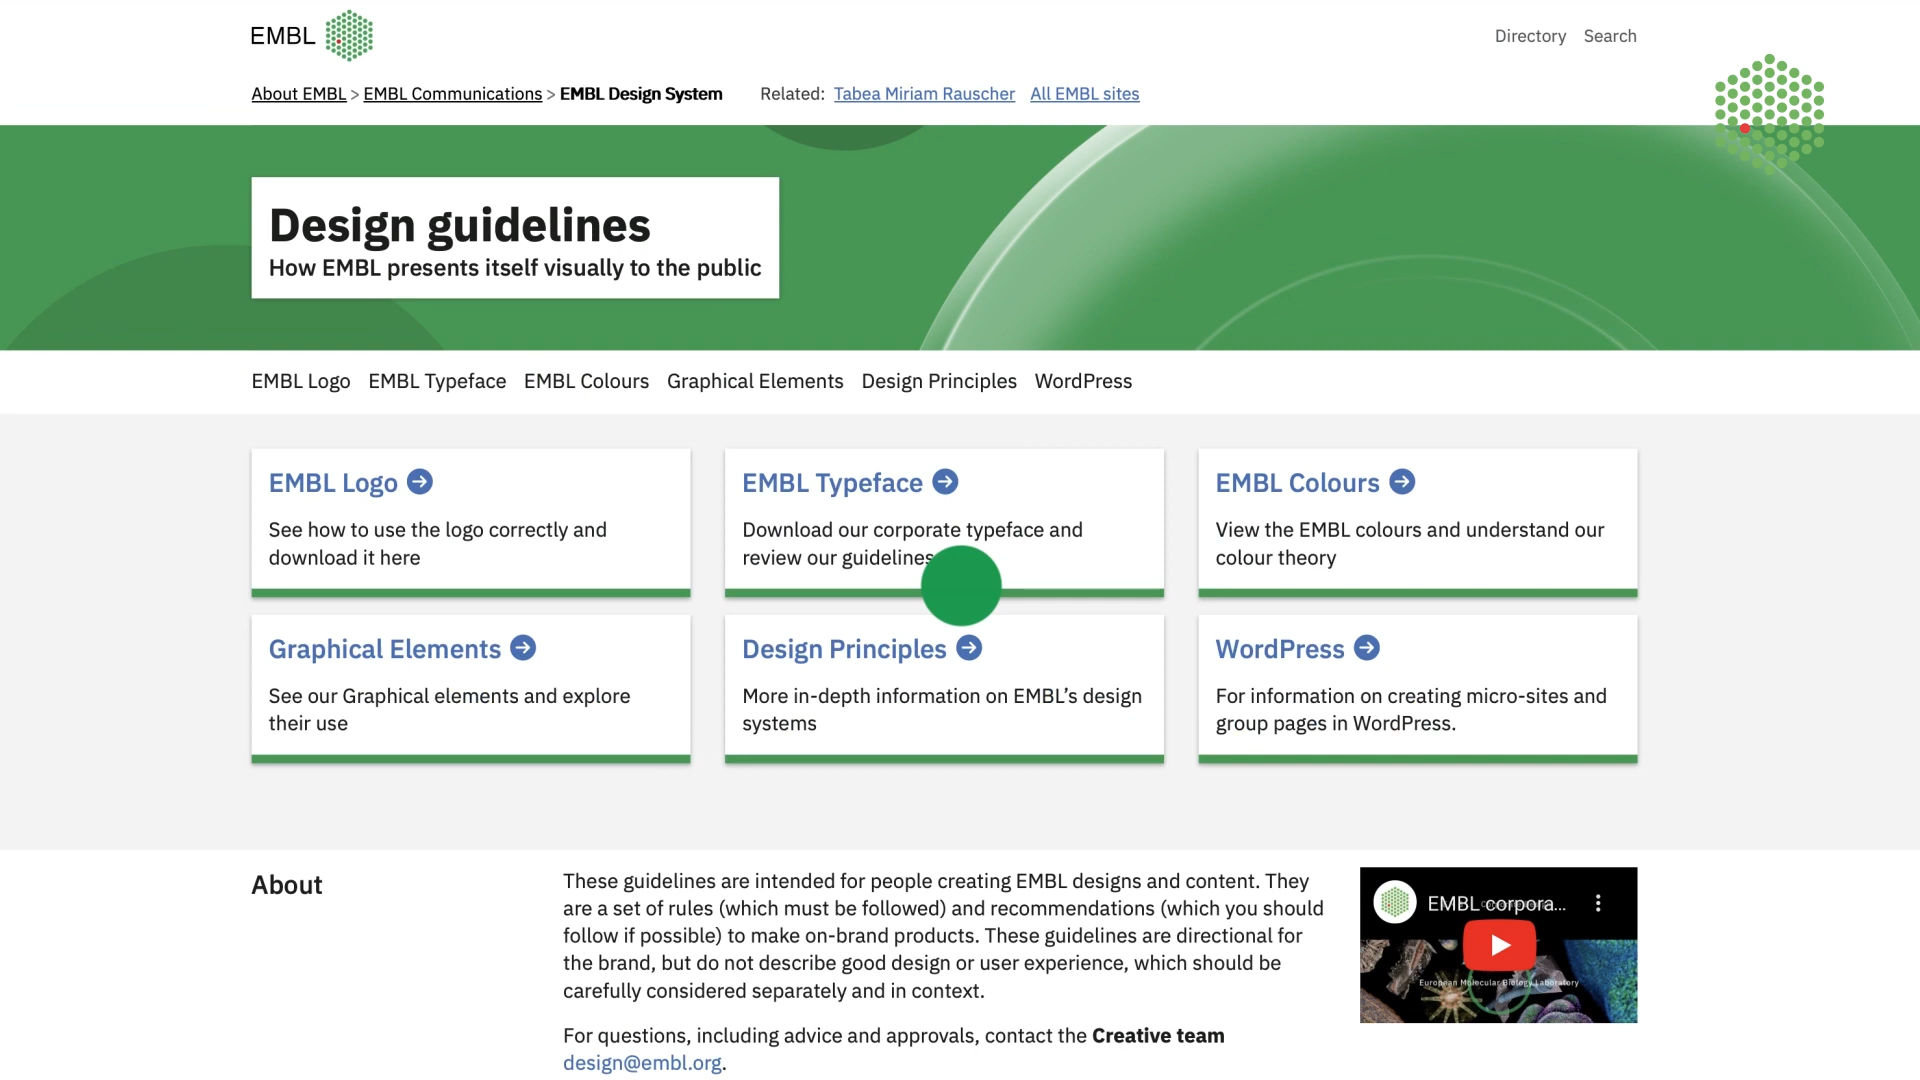 EMBL
Directory Search
About EMBL > EMBL Communications > EMBL Design System Related: Tabea Miriam Rauscher All EMBL sites
Design guidelines
How EMBL presents itself visually to the public
EMBL Logo EMBL Typeface EMBL Colours Graphical Elements Design Principles WordPress
EMBL Logo
See how to use the logo correctly and
download it here
EMBL Typeface
Download our corporate typeface and
review our guidelines
EMBL Colours
View the EMBL colours and understand our
colour theory
Graphical Elements
See our Graphical elements and explore
their use
Design Principles
More in-depth information on EMBL’s design
systems
WordPress
For information on creating micro-sites and
group pages in WordPress.
About
These guidelines are intended for people creating EMBL designs and content. They
are a set of rules (which must be followed) and recommendations (which you should
follow if possible) to make on-brand products. These guidelines are directional for
the brand, but do not describe good design or user experience, which should be
carefully considered separately and in context.
For questions, including advice and approvals, contact the Creative team
design@embl.org.
EMBL corpora...
European Molecular Biology Laboratory